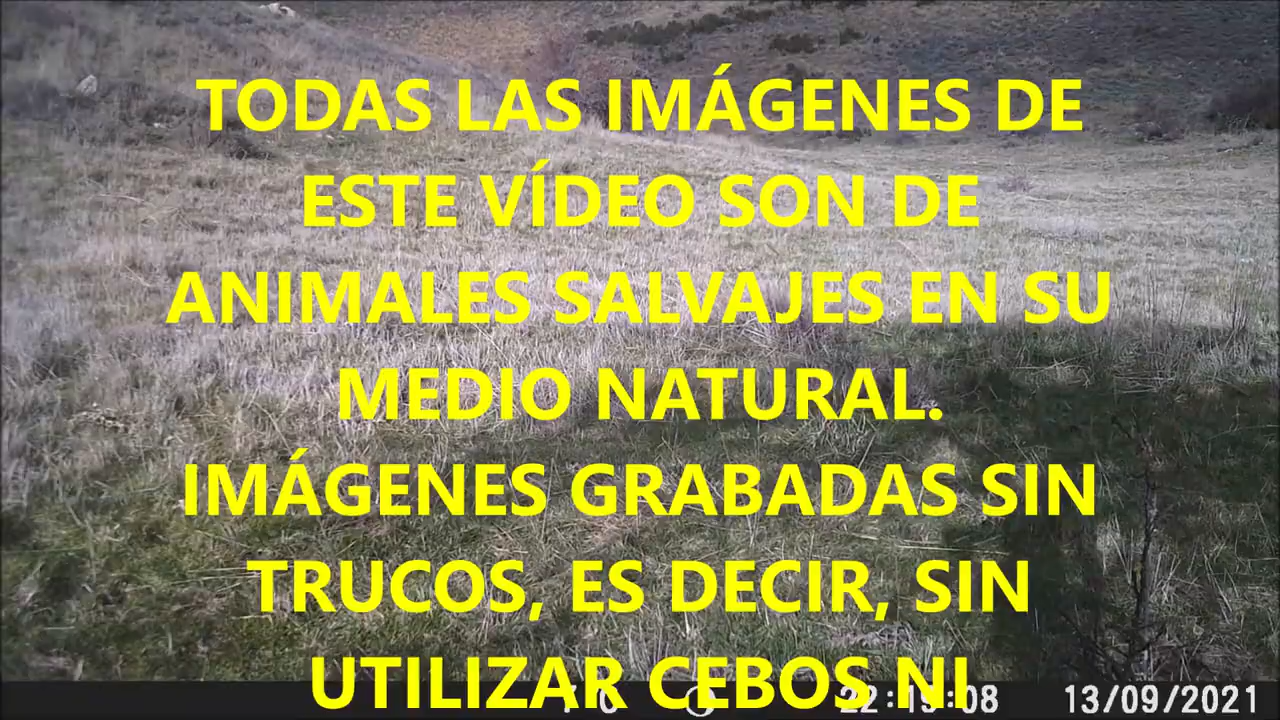 TODAS LAS IMÁGENES DE
ESTE VÍDEO SON DE
ANIMALES SALVAJES EN SU
MEDIO NATURAL.
IMÁGENES GRABADAS SIN
TRUCOS, ES DECIR, SIN
UTILIZAR CEBOS NI
13/09/2021